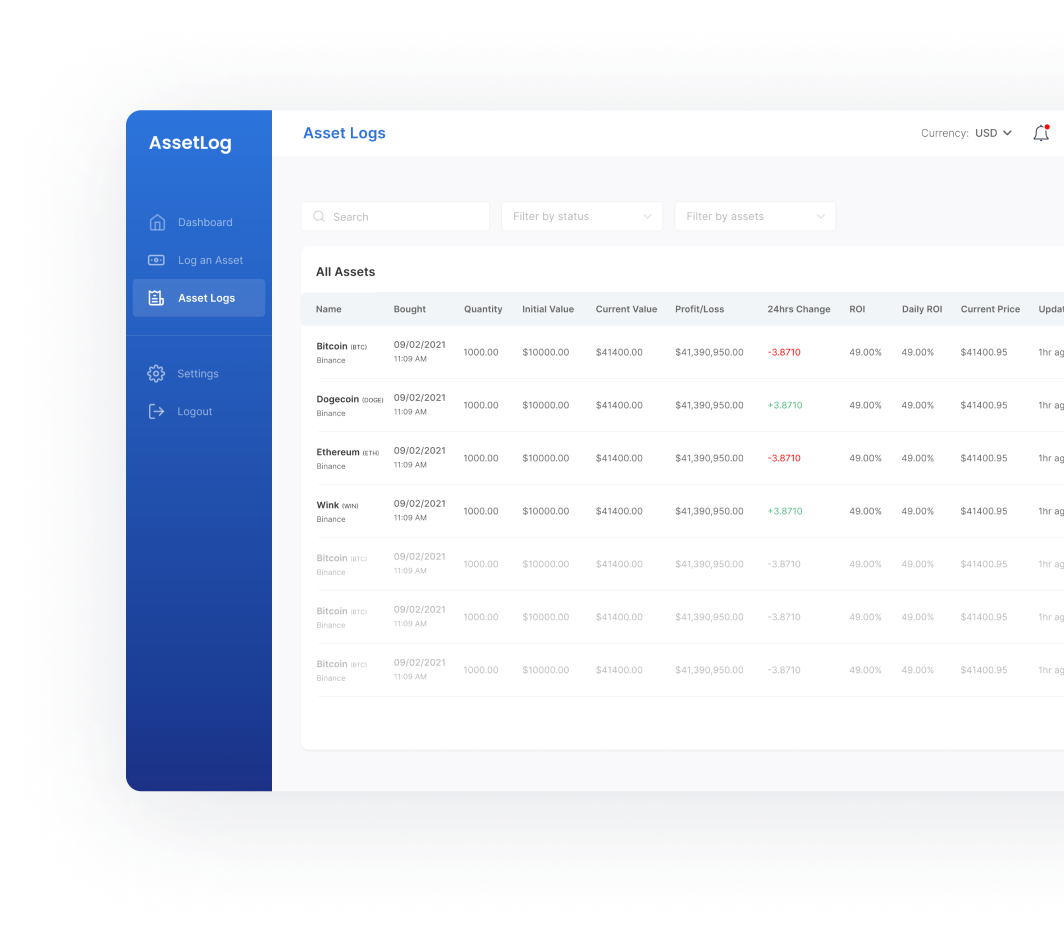 AssetLog
Dashboard
Log an Asset
Asset Logs
Settings
Logout
Asset Logs
Currency: USD
Search
Filter by status
Filter by assets
All Assets
Name Bought Quantity Initial Value Current Value Profit/Loss 24hrs Change ROI Daily ROI Current Price Updat
Bitcoin (BTC) 09/02/2021 1000.00 $10000.00 $41400.00 $41,390,950.00 -3.8710 49.00% 49.00% $41400.95 1hr ag
Binance 11:09 AM
Dogecoin (DOGE) 09/02/2021 1000.00 $10000.00 $41400.00 $41,390,950.00 +3.8710 49.00% 49.00% $41400.95 1hr ag
Binance 11:09 AM
Ethereum (ETH) 09/02/2021 1000.00 $10000.00 $41400.00 $41,390,950.00 -3.8710 49.00% 49.00% $41400.95 1hr ag
Binance 11:09 AM
Wink (WIN) 09/02/2021 1000.00 $10000.00 $41400.00 $41,390,950.00 +3.8710 49.00% 49.00% $41400.95 1hr ag
Binance 11:09 AM
Bitcoin (BTC) 09/02/2021 1000.00 $10000.00 $41400.00 $41,390,950.00 -3.8710 49.00% 49.00% $41400.95 1hr ag
Binance 11:09 AM
Bitcoin (BTC) 09/02/2021 1000.00 $10000.00 $41400.00 $41,390,950.00 -3.8710 49.00% 49.00% $41400.95 1hr ag
Binance 11:09 AM
Bitcoin (BTC) 09/02/2021 1000.00 $10000.00 $41400.00 $41,390,950.00 -3.8710 49.00% 49.00% $41400.95 1hr ag
Binance 11:09 AM